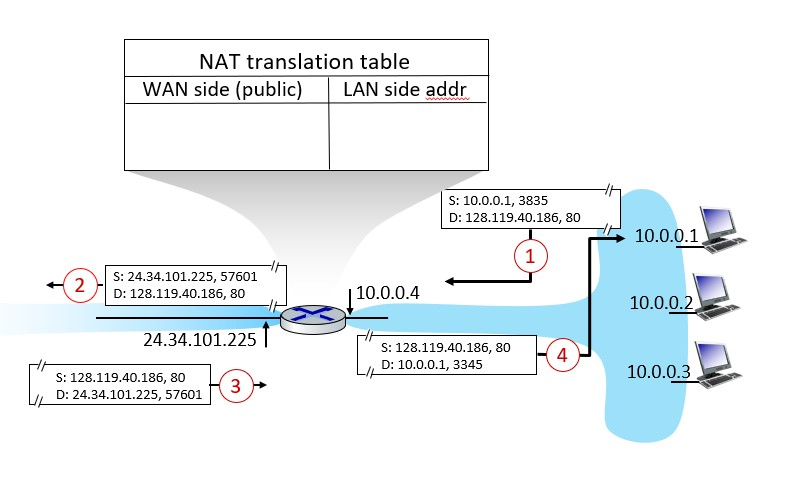 NAT translation table
WAN side (public)
LAN side addr
S: 10.0.0.1, 3835
D: 128.119.40.186, 80
1
10.0.0.1
2
S: 24.34.101.225, 57601
D: 128.119.40.186, 80
10.0.0.4
10.0.0.2
24.34.101.225
S: 128.119.40.186, 80
D: 10.0.0.1, 3345
4
10.0.0.3
S: 128.119.40.186, 80
D: 24.34.101.225, 57601
3